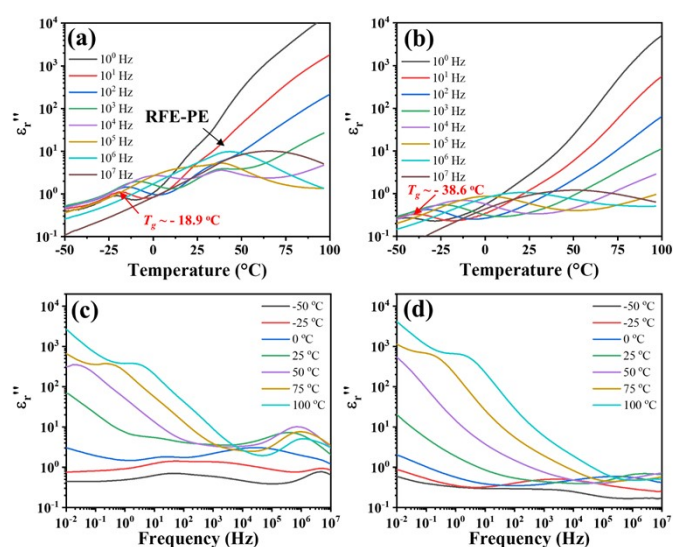 (a)
10⁴
10³
10²
10¹
10⁰
10⁻¹
εᵣ''
10⁰ Hz
10¹ Hz
10² Hz
10³ Hz
10⁴ Hz
10⁵ Hz
10⁶ Hz
10⁷ Hz
RFE-PE
T_g ~ - 18.9 °C
-50 -25 0 25 50 75 100
Temperature (°C)
(b)
10⁴
10³
10²
10¹
10⁰
10⁻¹
εᵣ''
10⁰ Hz
10¹ Hz
10² Hz
10³ Hz
10⁴ Hz
10⁵ Hz
10⁶ Hz
10⁷ Hz
T_g ~ - 38.6 °C
-50 -25 0 25 50 75 100
Temperature (°C)
(c)
10⁴
10³
10²
10¹
10⁰
10⁻¹
εᵣ''
-50 °C
-25 °C
0 °C
25 °C
50 °C
75 °C
100 °C
10⁻² 10⁻¹ 10⁰ 10¹ 10² 10³ 10⁴ 10⁵ 10⁶ 10⁷
Frequency (Hz)
(d)
10⁴
10³
10²
10¹
10⁰
10⁻¹
εᵣ''
-50 °C
-25 °C
0 °C
25 °C
50 °C
75 °C
100 °C
10⁻² 10⁻¹ 10⁰ 10¹ 10² 10³ 10⁴ 10⁵ 10⁶ 10⁷
Frequency (Hz)